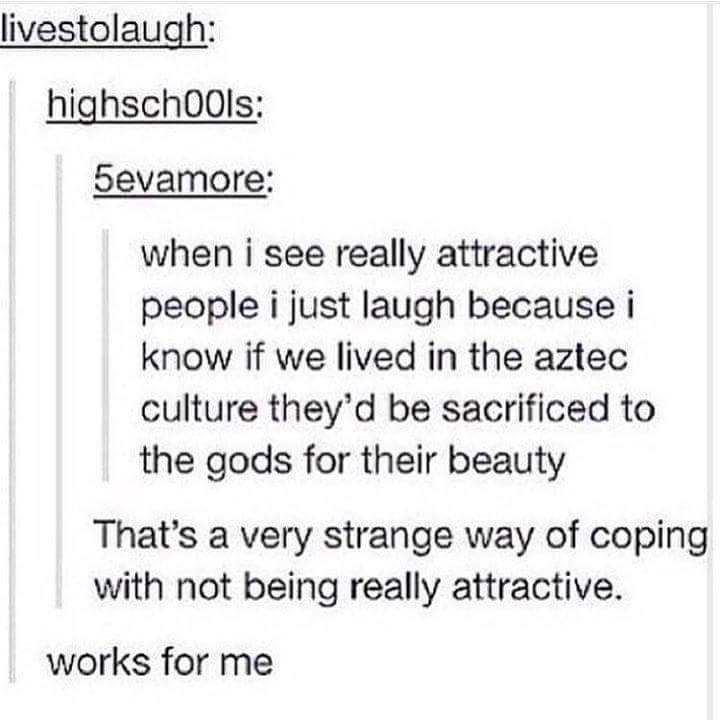 livestolaugh:
highsch00ls:
5evamore:
when i see really attractive
people i just laugh because i
know if we lived in the aztec
culture they'd be sacrificed to
the gods for their beauty
That's a very strange way of coping
with not being really attractive.
works for me